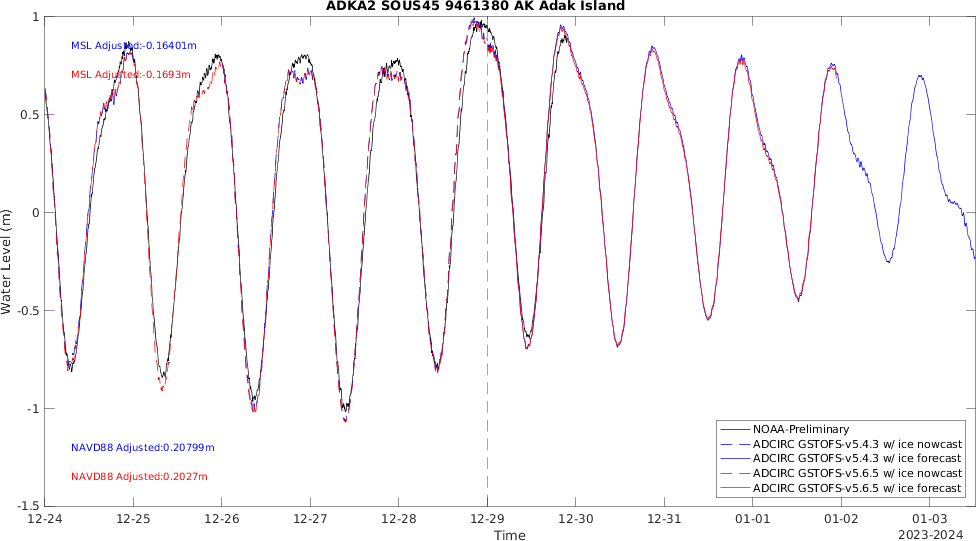 ADKA2 SOUS45 9461380 AK Adak Island
MSL Adjusted:-0.16401m
MSL Adjusted:-0.1693m
NAVD88 Adjusted:0.20799m
NAVD88 Adjusted:0.2027m
Water Level (m)
1
0.5
0
-0.5
-1
-1.5
NOAA-Preliminary
ADCIRC GSTOFS-v5.4.3 w/ ice nowcast
ADCIRC GSTOFS-v5.4.3 w/ ice forecast
ADCIRC GSTOFS-v5.6.5 w/ ice nowcast
ADCIRC GSTOFS-v5.6.5 w/ ice forecast
12-24 12-25 12-26 12-27 12-28 12-29 12-30 12-31 01-01 01-02 01-03
Time
2023-2024